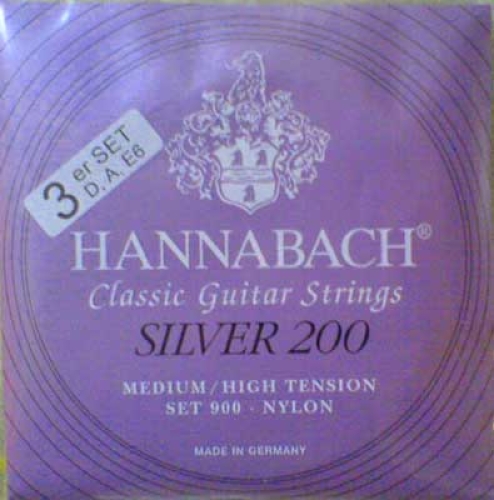 3 er SET
D, A, E6
HANNABACH®
Classic Guitar Strings
SILVER 200
MEDIUM / HIGH TENSION
SET 900 - NYLON
MADE IN GERMANY